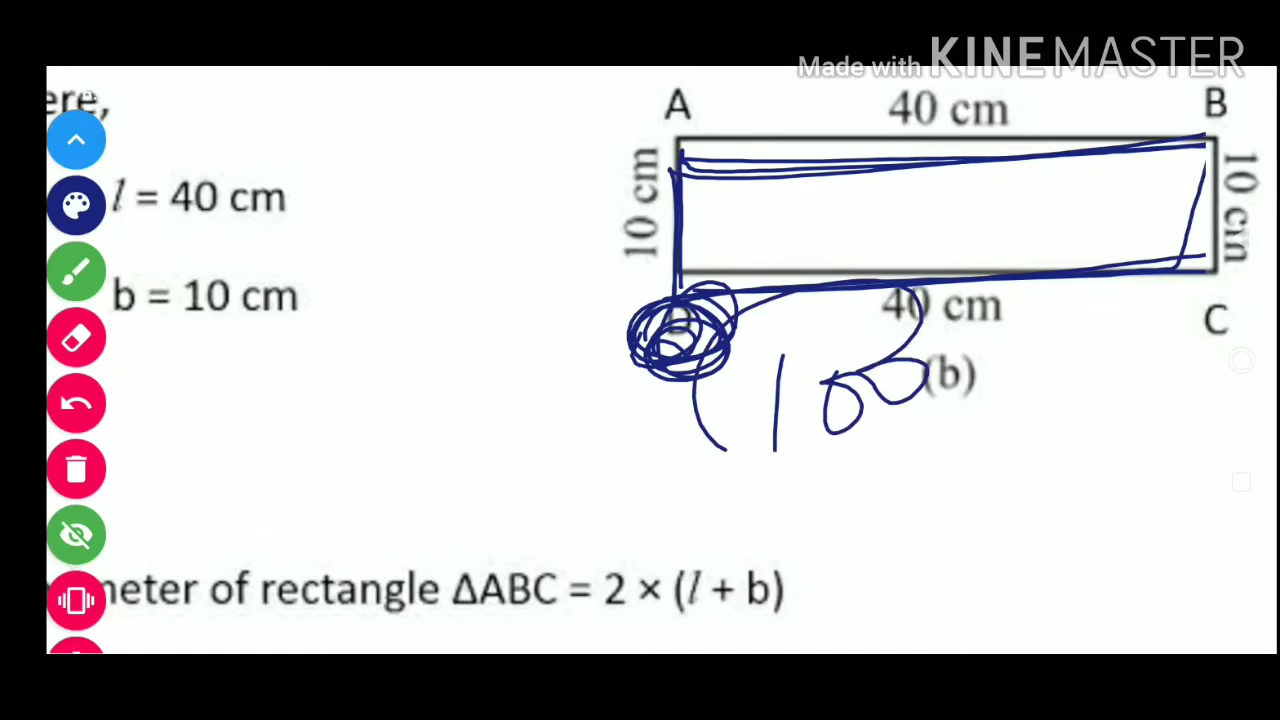 Made with KINEMASTER
ere,
A 40 cm B
10 cm
10 cm
l = 40 cm
b = 10 cm
D 40 cm C
(b)
100
meter of rectangle ΔABC = 2 × (l + b)